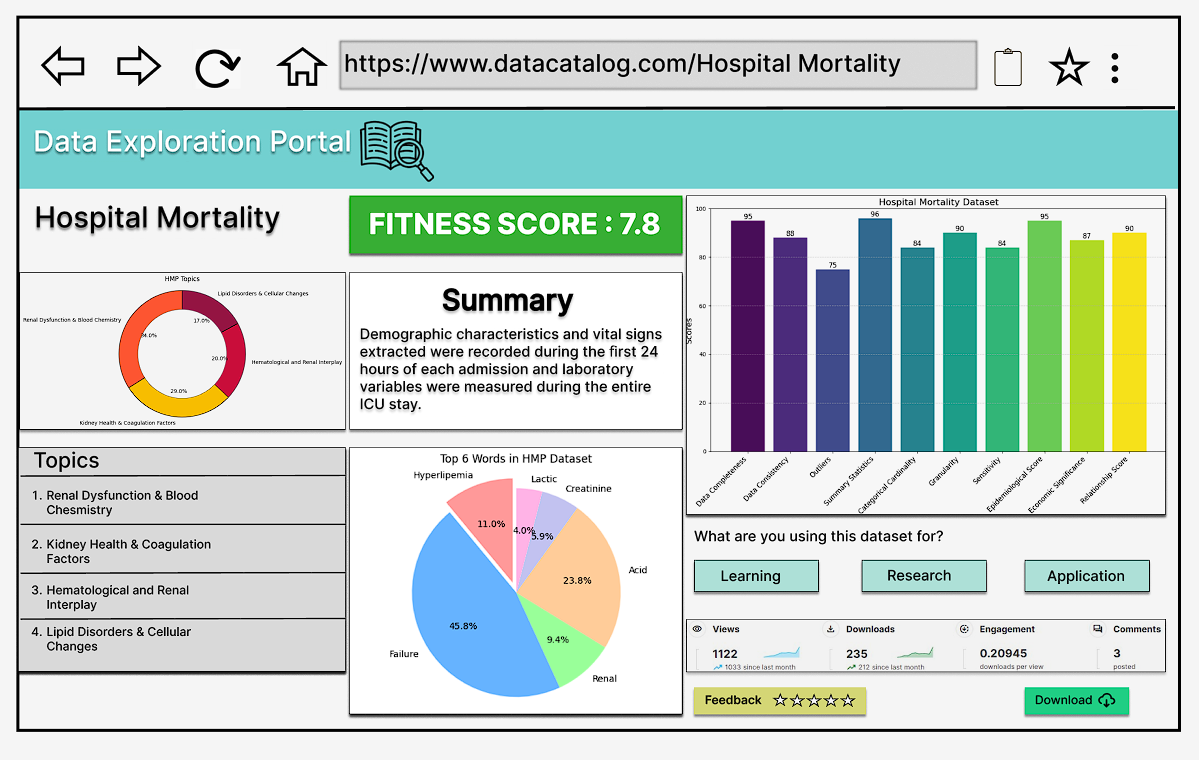 https://www.datacatalog.com/Hospital Mortality
Data Exploration Portal
Hospital Mortality
FITNESS SCORE : 7.8
HMP Topics
Lipid Disorders & Cellular Changes
Renal Dysfunction & Blood Chemistry
17.0%
34.0%
20.0%
Hematological and Renal Interplay
29.0%
Kidney Health & Coagulation Factors
Summary
Demographic characteristics and vital signs
extracted were recorded during the first 24
hours of each admission and laboratory
variables were measured during the entire
ICU stay.
Hospital Mortality Dataset
Scores
100
80
60
40
20
0
95
88
75
96
84
90
84
95
87
90
Data Completeness
Data Consistency
Outliers
Summary Statistics
Categorical Cardinality
Granularity
Sensitivity
Epidemiological Score
Economic Significance
Relationship Score
Topics
1. Renal Dysfunction & Blood
Chesmistry
2. Kidney Health & Coagulation
Factors
3. Hematological and Renal
Interplay
4. Lipid Disorders & Cellular
Changes
Top 6 Words in HMP Dataset
Hyperlipemia
Lactic
Creatinine
11.0%
4.0%
5.9%
Acid
23.8%
45.8%
9.4%
Failure
Renal
What are you using this dataset for?
Learning
Research
Application
Views
1122
1033 since last month
Downloads
235
212 since last month
Engagement
0.20945
downloads per view
Comments
3
posted
Feedback
Download